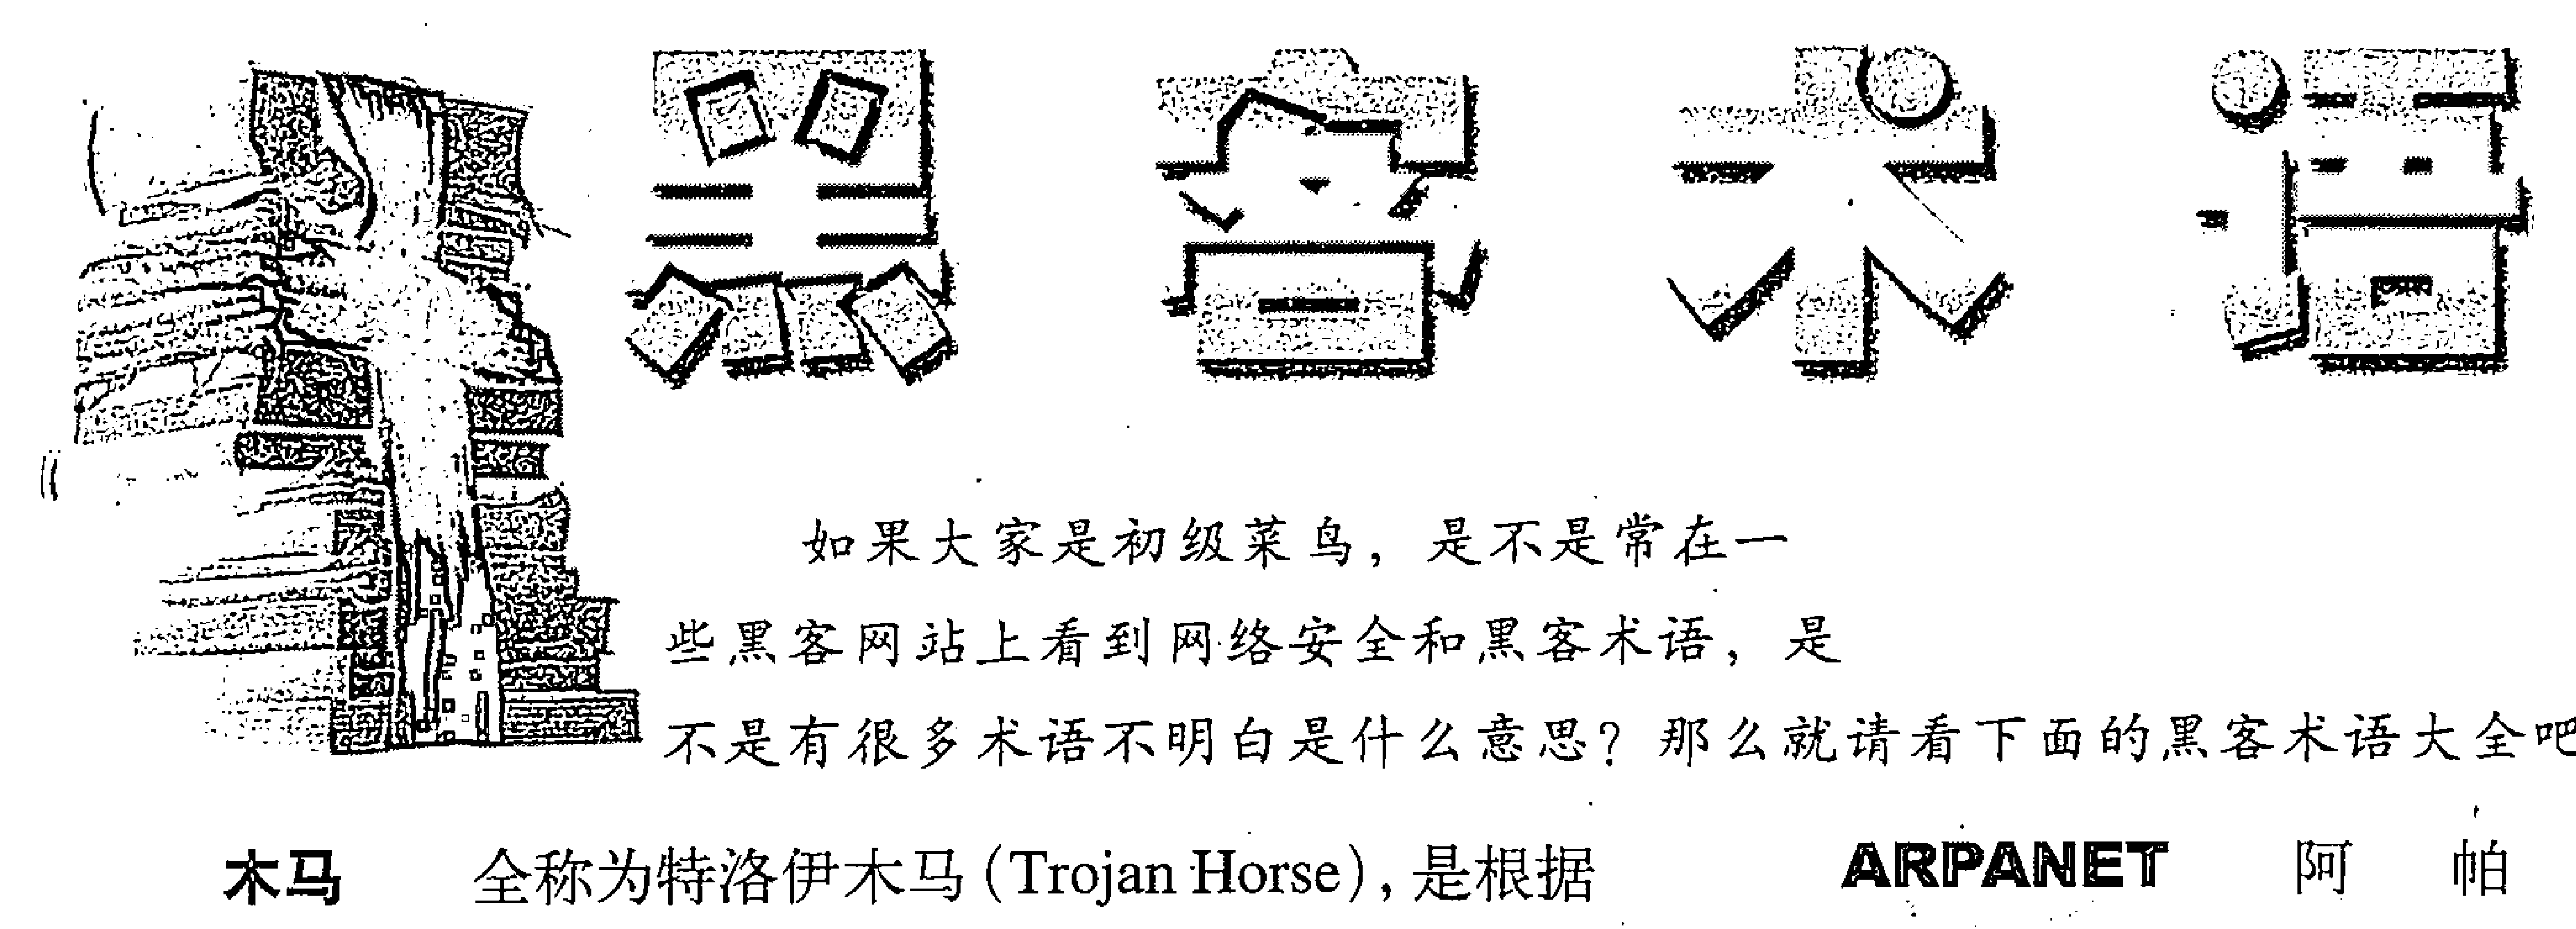 黑客术语
如果大家是初级菜鸟，是不是常在一
些黑客网站上看到网络安全和黑客术语，是
不是有很多术语不明白是什么意思？那么就请看下面的黑客术语大全吧
木马 全称为特洛伊木马（Trojan Horse），是根据
ARPANET 阿 帕